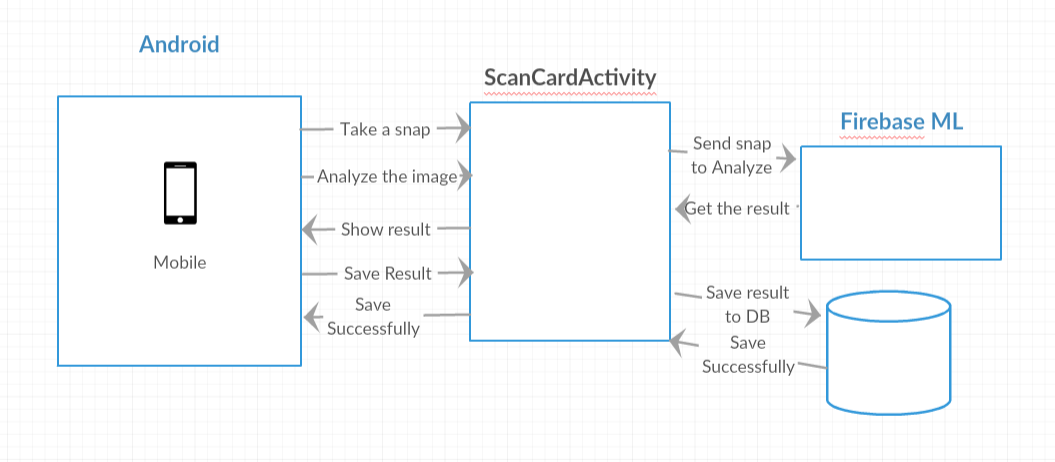 Android
ScanCardActivity
Firebase ML
Mobile
Take a snap
Analyze the image
Show result
Save Result
Save
Successfully
Send snap
to Analyze
Get the result
Save result
to DB
Save
Successfully